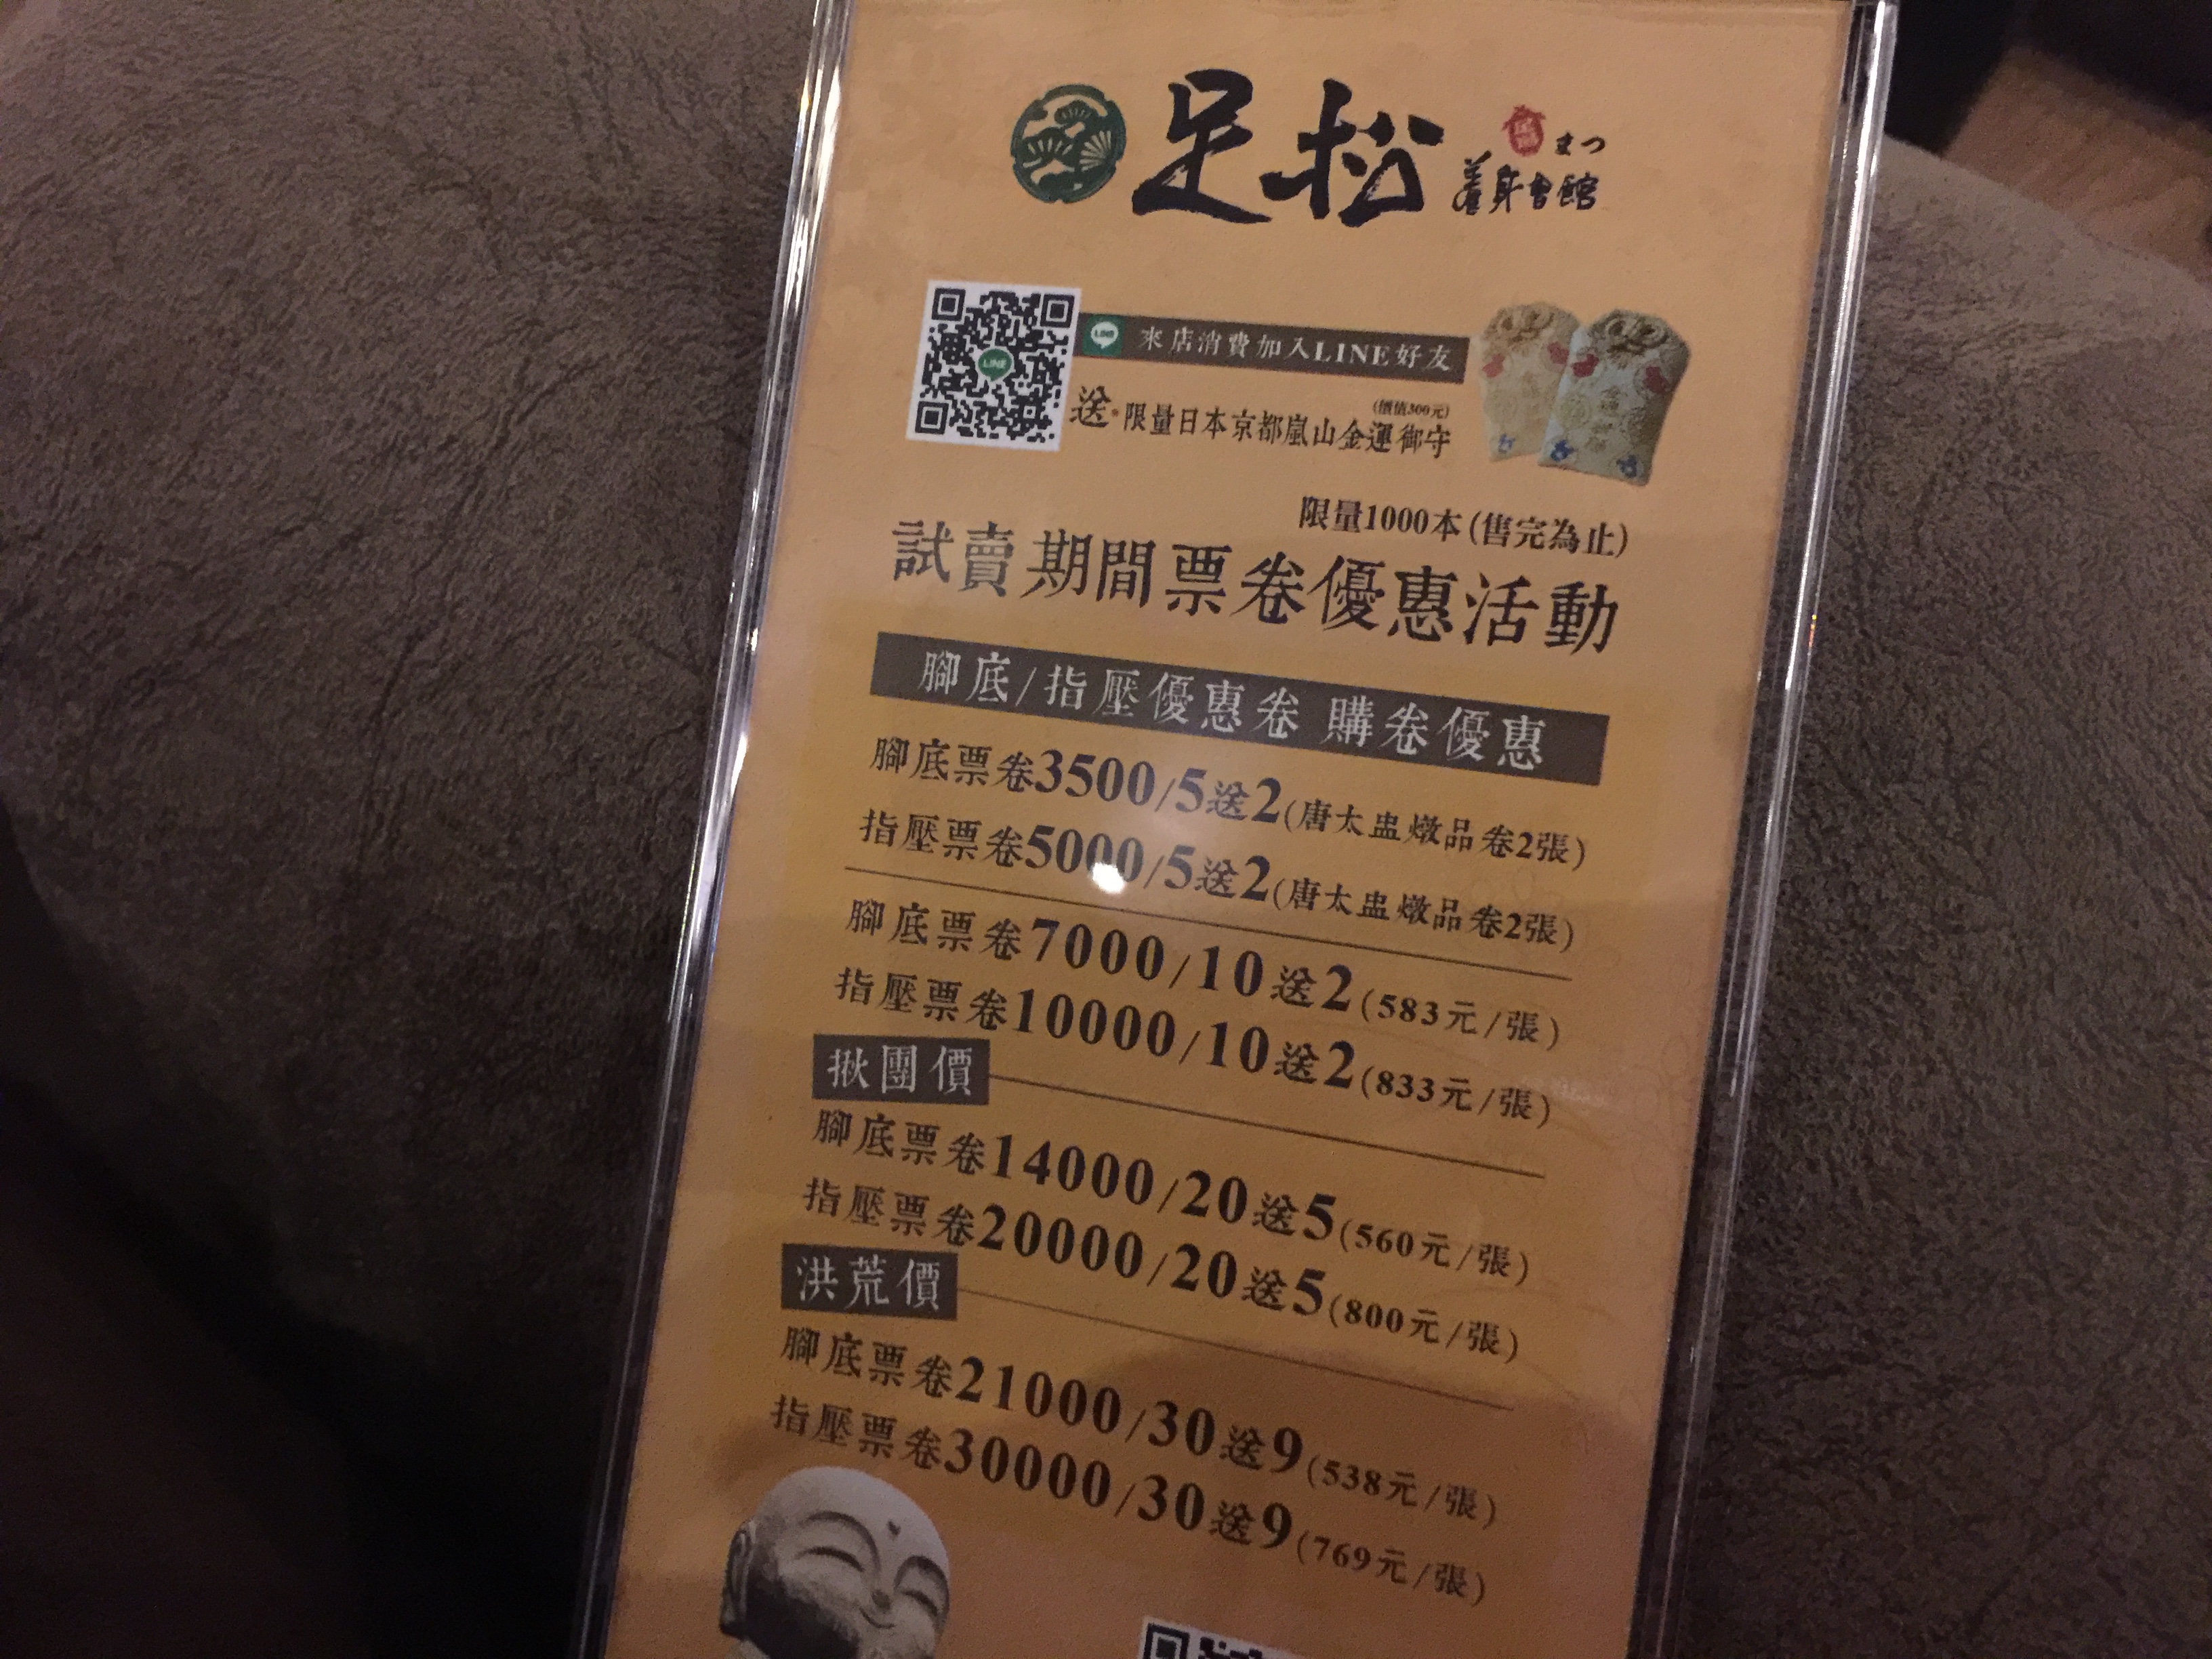 足松 まつ
養身會館
LINE 來店消費加入LINE好友
LINE
(價值300元)
送·限量日本京都嵐山金運御守
限量1000本(售完為止)
試賣期間票卷優惠活動
腳底/指壓優惠卷 購卷優惠
腳底票卷3500/5送2(唐太盅燉品卷2張)
指壓票卷5000/5送2(唐太盅燉品卷2張)
腳底票卷7000/10送2(583元/張)
指壓票卷10000/10送2(833元/張)
揪團價
腳底票卷14000/20送5(560元/張)
指壓票卷20000/20送5(800元/張)
洪荒價
腳底票卷21000/30送9(538元/張)
指壓票卷30000/30送9(769元/張)